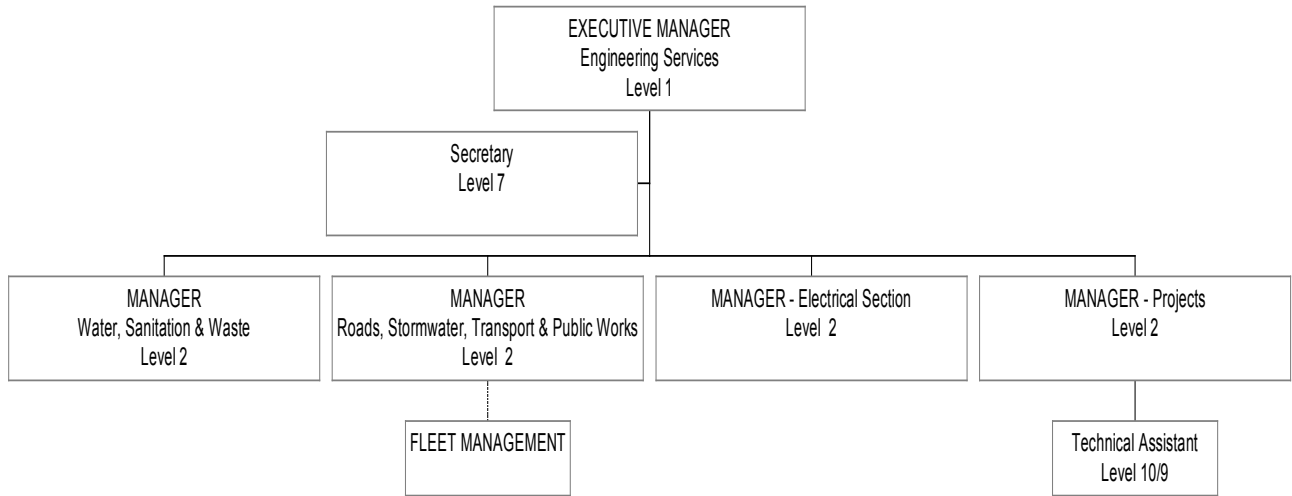 EXECUTIVE MANAGER
Engineering Services
Level 1
Secretary
Level 7
MANAGER
Water, Sanitation & Waste
Level 2
MANAGER
Roads, Stormwater, Transport & Public Works
Level 2
MANAGER - Electrical Section
Level 2
MANAGER - Projects
Level 2
FLEET MANAGEMENT
Technical Assistant
Level 10/9